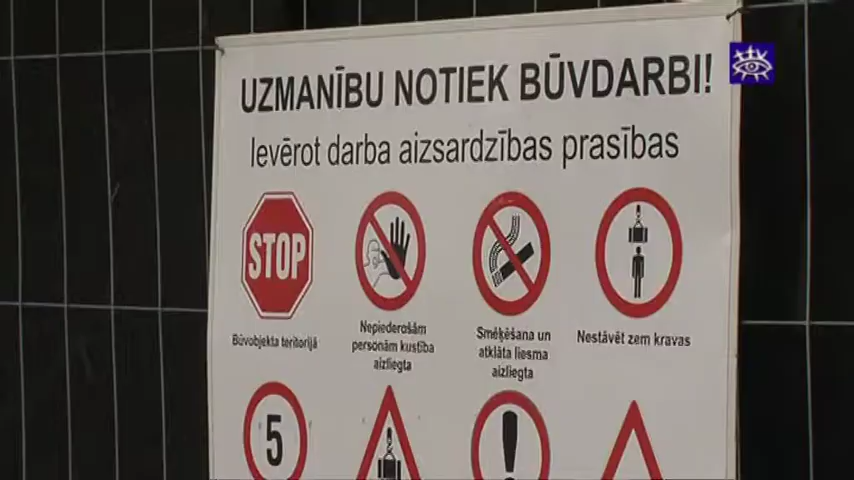 UZMANĪBU NOTIEK BŪVDARBI!
Ievērot darba aizsardzības prasības
STOP
Būvobjekta teritorijā
Nepiederošām
personām kustība
aizliegta
Smēķēšana un
atklāta liesma
aizliegta
Nestāvēt zem kravas
5